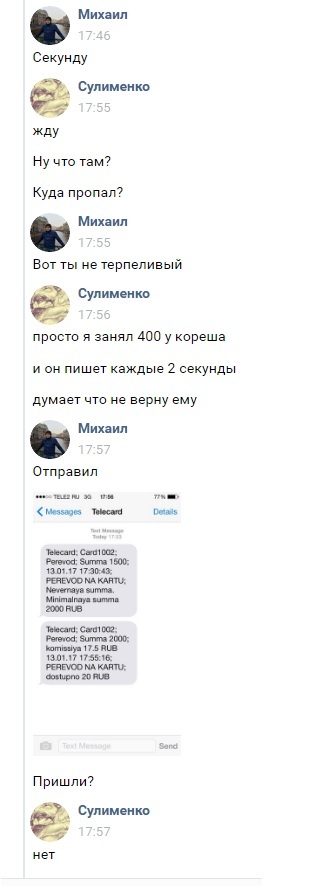 Михаил
17:46
Секунду
Сулименко
17:55
жду
Ну что там?
Куда пропал?
Михаил
17:55
Вот ты не терпеливый
Сулименко
17:56
просто я занял 400 у кореша
и он пишет каждые 2 секунды
думает что не верну ему
Михаил
17:57
Отправил
TELE2 RU 3G 17:56 77%
Messages Telecard Details
Text Message
Today 17:03
Telecard; Card1002;
Perevod; Summa 1500;
13.01.17 17:30:43;
PEREVOD NA KARTU;
Nevernaya summa.
Minimalnaya summa
2000 RUB
Telecard; Card1002;
Perevod; Summa 2000;
komissiya 17.5 RUB
13.01.17 17:55:16;
PEREVOD NA KARTU;
dostupno 20 RUB
Text Message Send
Пришли?
Сулименко
17:57
нет